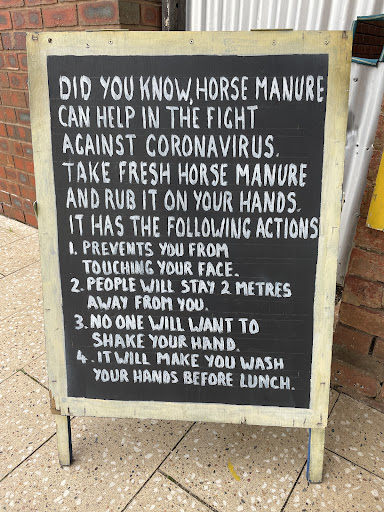 DID YOU KNOW, HORSE MANURE
CAN HELP IN THE FIGHT
AGAINST CORONAVIRUS.
TAKE FRESH HORSE MANURE
AND RUB IT ON YOUR HANDS.
IT HAS THE FOLLOWING ACTIONS
1. PREVENTS YOU FROM
TOUCHING YOUR FACE.
2. PEOPLE WILL STAY 2 METRES
AWAY FROM YOU.
3. NO ONE WILL WANT TO
SHAKE YOUR HAND.
4. IT WILL MAKE YOU WASH
YOUR HANDS BEFORE LUNCH.